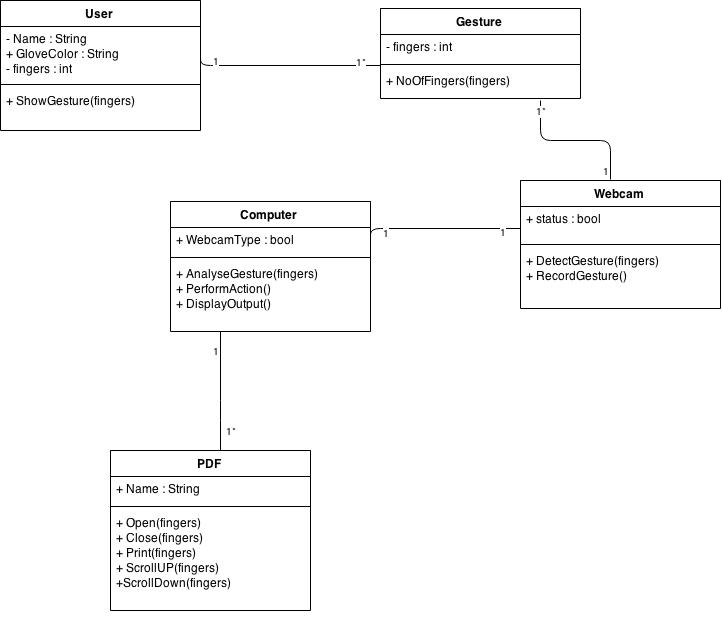 User
- Name : String
+ GloveColor : String
- fingers : int
+ ShowGesture(fingers)
1
1*
Gesture
- fingers : int
+ NoOfFingers(fingers)
1*
1
Webcam
+ status : bool
+ DetectGesture(fingers)
+ RecordGesture()
1
1
Computer
+ WebcamType : bool
+ AnalyseGesture(fingers)
+ PerformAction()
+ DisplayOutput()
1
1*
PDF
+ Name : String
+ Open(fingers)
+ Close(fingers)
+ Print(fingers)
+ ScrollUP(fingers)
+ScrollDown(fingers)